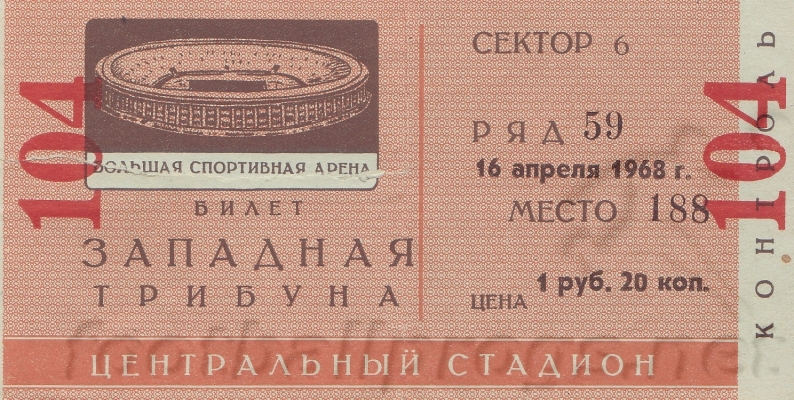 104
БОЛЬШАЯ СПОРТИВНАЯ АРЕНА
БИЛЕТ
ЗАПАДНАЯ
ТРИБУНА
СЕКТОР 6
РЯД 59
16 апреля 1968 г.
МЕСТО 188
ЦЕНА 1 руб. 20 коп.
ЦЕНТРАЛЬНЫЙ СТАДИОН
104
КОНТРОЛЬ